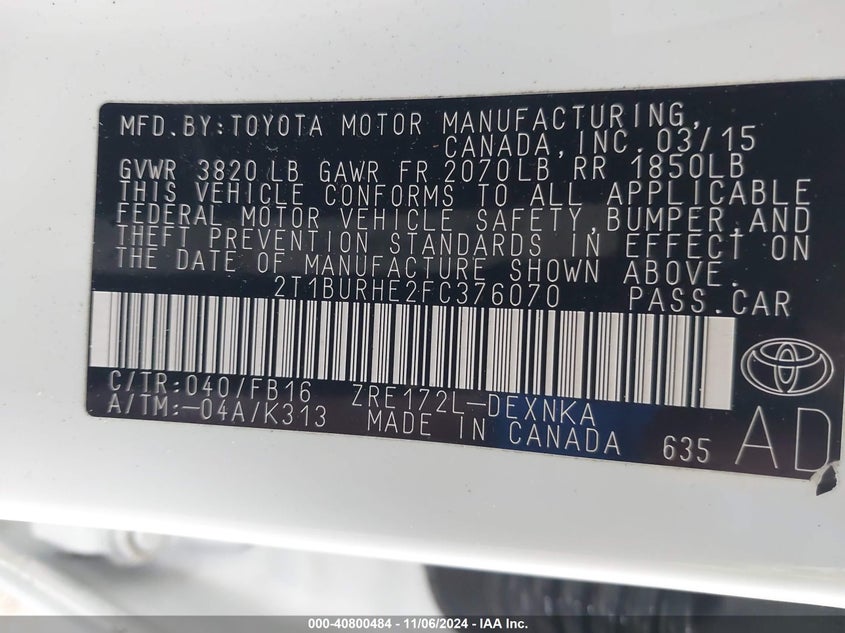 MFD.BY:TOYOTA MOTOR MANUFACTURING,
CANADA,INC. 03/15
GVWR 3820 LB GAWR FR 2070LB RR 1850LB
THIS VEHICLE CONFORMS TO ALL APPLICABLE
FEDERAL MOTOR VEHICLE SAFETY,BUMPER,AND
THEFT PREVENTION STANDARDS IN EFFECT ON
THE DATE OF MANUFACTURE SHOWN ABOVE.
2T1BURHE2FC376070 PASS.CAR
C/TR:040/FB16 ZRE172L-DEXNKA
A/TM:-04A/K313 MADE IN CANADA 635 AD
000-40800484 | 11/06/2024 - IAA Inc.